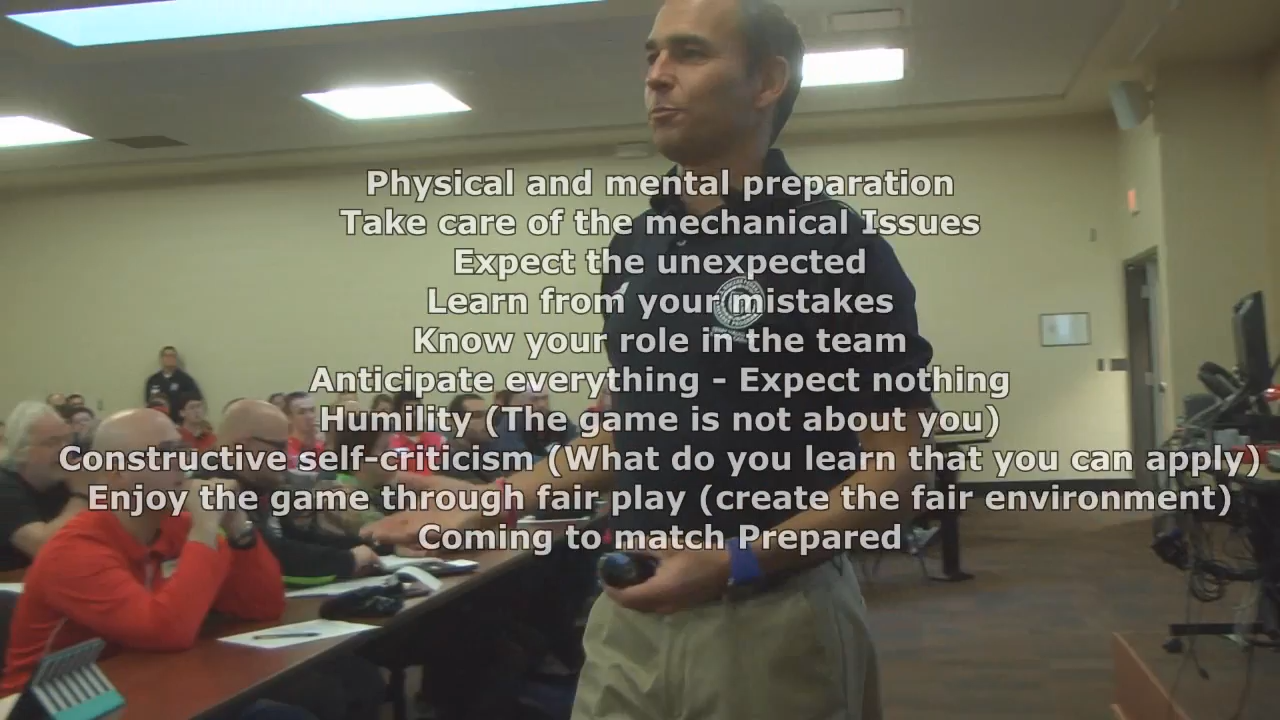 Physical and mental preparation
Take care of the mechanical Issues
Expect the unexpected
Learn from your mistakes
Know your role in the team
Anticipate everything - Expect nothing
Humility (The game is not about you)
Constructive self-criticism (What do you learn that you can apply)
Enjoy the game through fair play (create the fair environment)
Coming to match Prepared